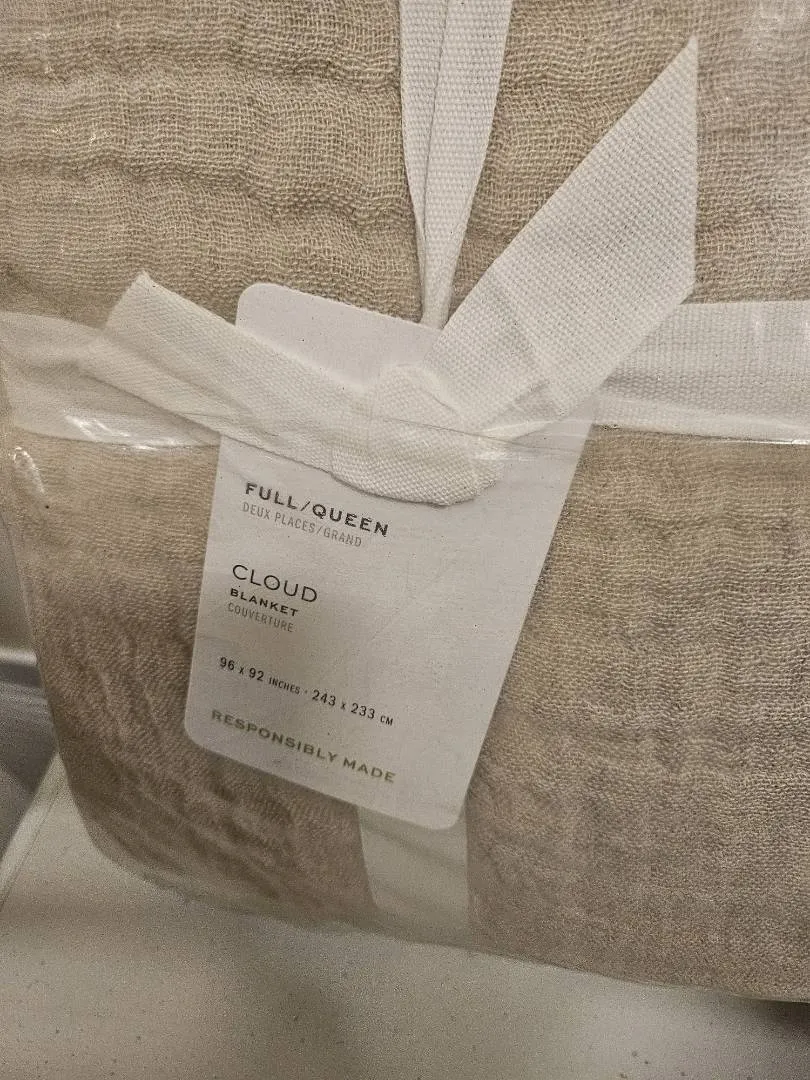 FULL/QUEEN
DEUX PLACES/GRAND
CLOUD
BLANKET
COUVERTURE
96 x 92 INCHES · 243 x 233 CM
RESPONSIBLY MADE